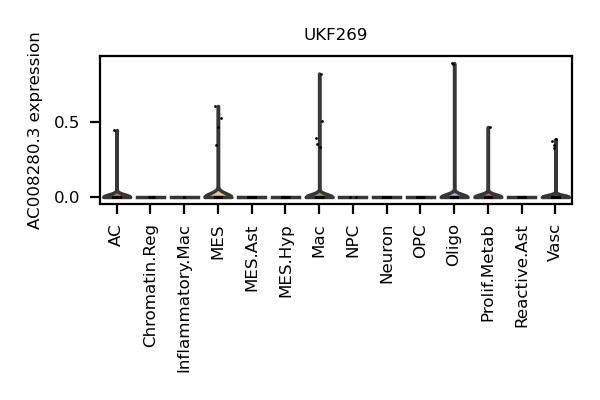 UKF269
AC008280.3 expression
0.5
0.0
AC
Chromatin.Reg
Inflammatory.Mac
MES
MES.Ast
MES.Hyp
Mac
NPC
Neuron
OPC
Oligo
Prolif.Metab
Reactive.Ast
Vasc